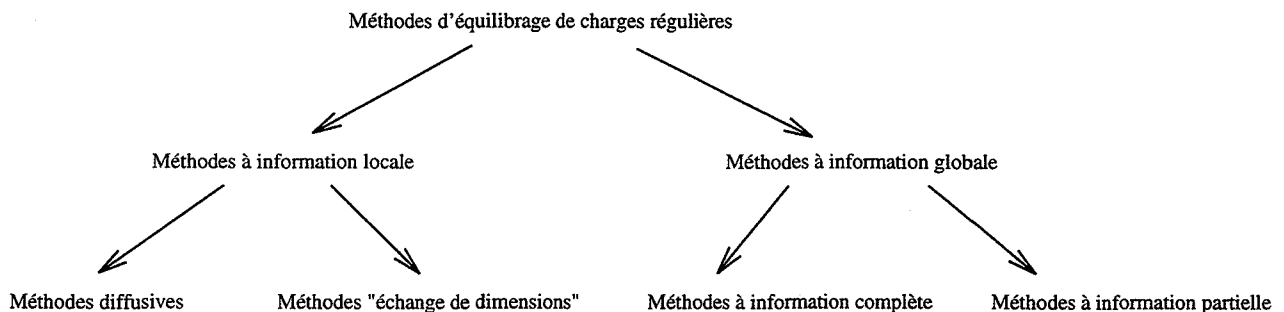 Méthodes d'équilibrage de charges régulières
Méthodes à information locale
Méthodes à information globale
Méthodes diffusives
Méthodes "échange de dimensions"
Méthodes à information complète
Méthodes à information partielle